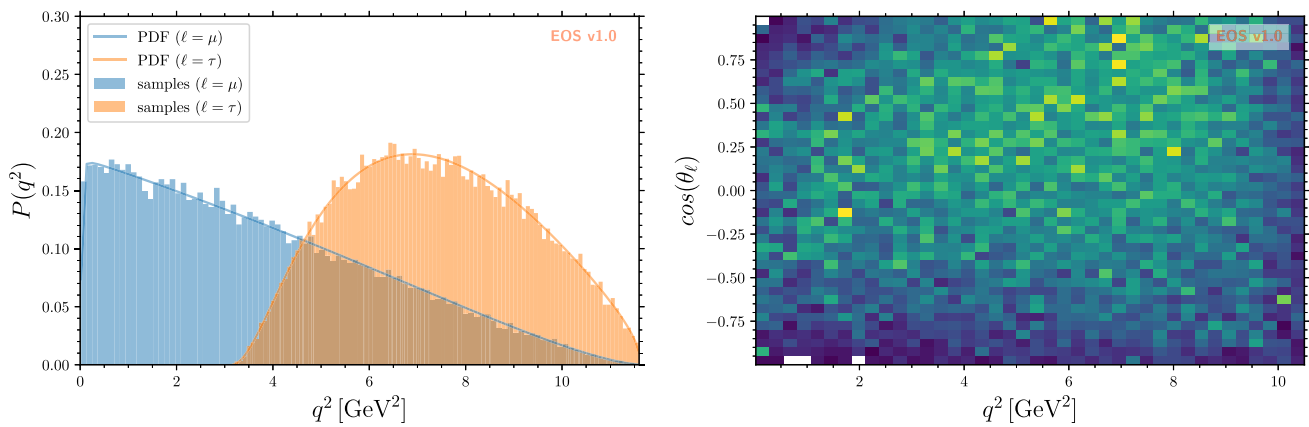 0.30
0.25
0.20
0.15
0.10
0.05
0.00
P(q²)
PDF (ℓ = μ)
PDF (ℓ = τ)
samples (ℓ = μ)
samples (ℓ = τ)
EOS v1.0
0 2 4 6 8 10
q² [GeV²]
0.75
0.50
0.25
0.00
−0.25
−0.50
−0.75
cos(θℓ)
EOS v1.0
2 4 6 8 10
q² [GeV²]